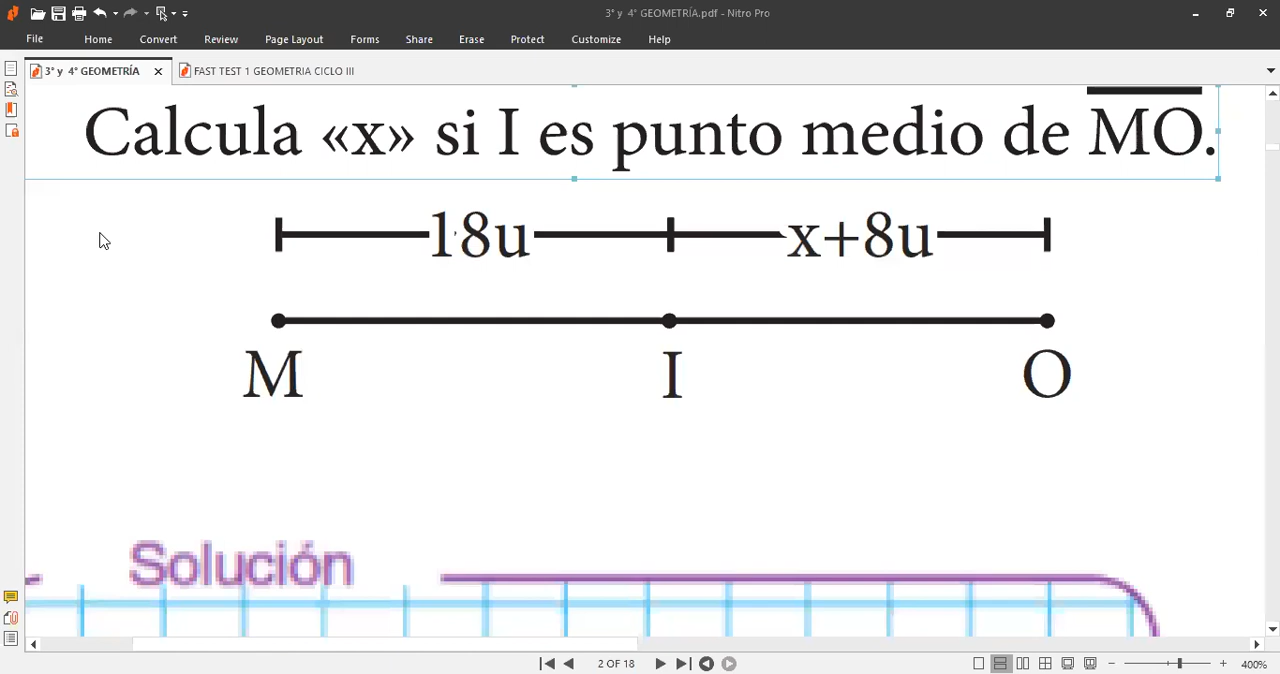 3° y 4° GEOMETRÍA.pdf - Nitro Pro
File Home Convert Review Page Layout Forms Share Erase Protect Customize Help
3° y 4° GEOMETRÍA FAST TEST 1 GEOMETRIA CICLO III
Calcula «x» si I es punto medio de MO.
18u x+8u
M I O
Solución
2 OF 18
400%